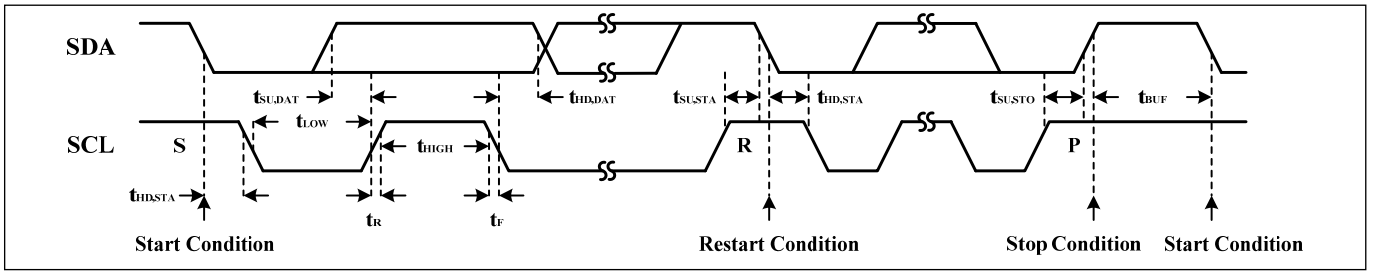 SDA
tSU,DAT tHD,DAT tSU,STA tHD,STA tSU,STO tBUF
tLOW
SCL S tHIGH R P
tHD,STA
tR tF
Start Condition Restart Condition Stop Condition Start Condition